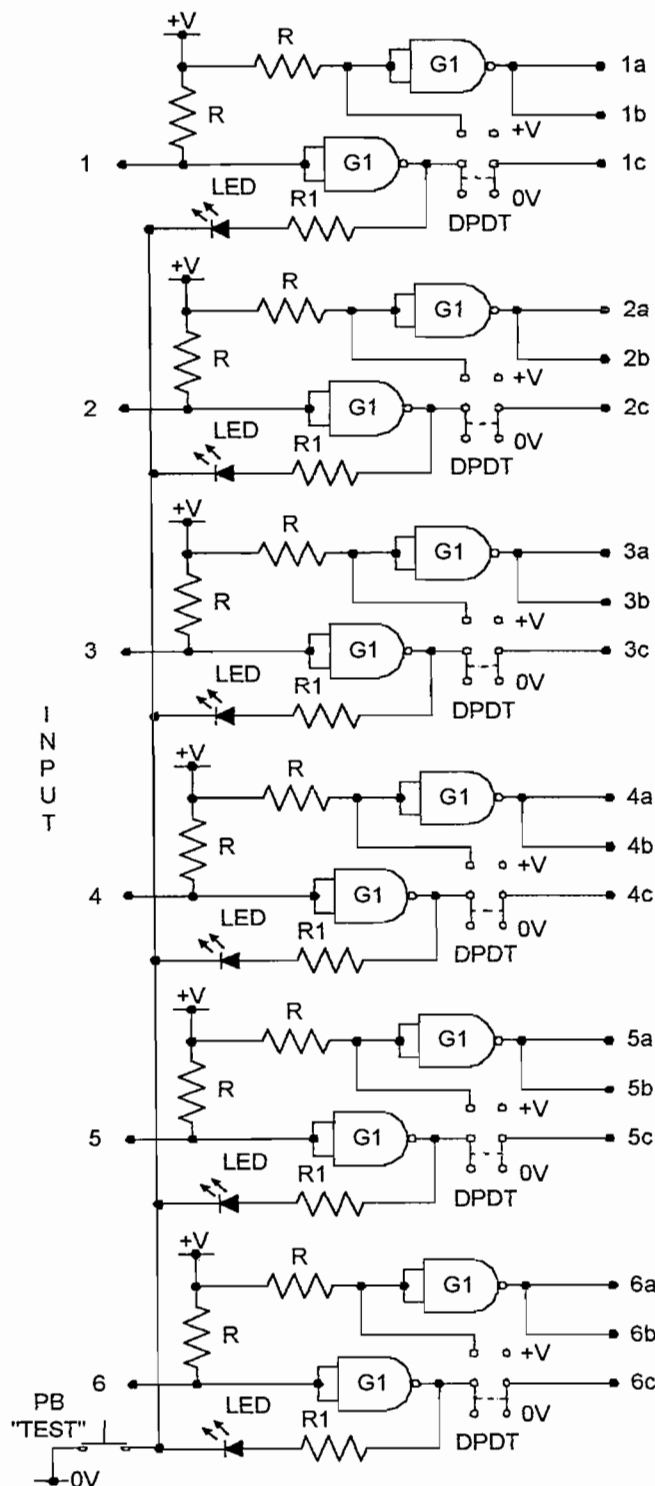 +V
R
G1
1a
R
1b
+V
1
G1
1c
LED
R1
0V
DPDT
+V
R
G1
2a
R
2b
+V
2
G1
2c
LED
R1
0V
DPDT
+V
R
G1
3a
R
3b
+V
3
G1
3c
LED
R1
0V
DPDT
INPUT
+V
R
G1
4a
R
4b
+V
4
G1
4c
LED
R1
0V
DPDT
+V
R
G1
5a
R
5b
+V
5
G1
5c
LED
R1
0V
DPDT
+V
R
G1
6a
R
6b
+V
6
G1
6c
LED
R1
0V
DPDT
PB
"TEST"
0V